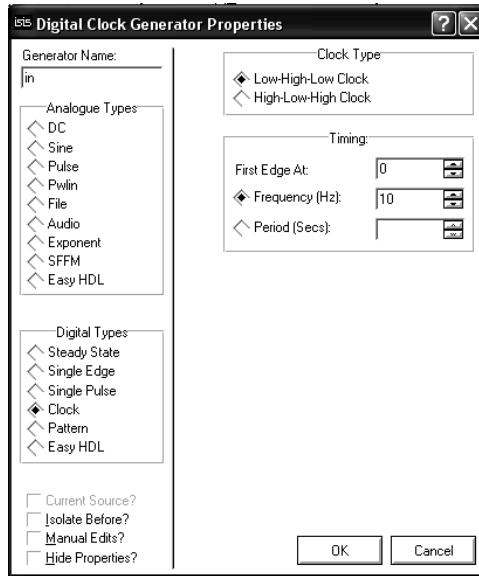 isis Digital Clock Generator Properties
Generator Name:
in
Analogue Types
DC
Sine
Pulse
Pwlin
File
Audio
Exponent
SFFM
Easy HDL
Digital Types
Steady State
Single Edge
Single Pulse
Clock
Pattern
Easy HDL
Current Source?
Isolate Before?
Manual Edits?
Hide Properties?
Clock Type
Low-High-Low Clock
High-Low-High Clock
Timing:
First Edge At: 0
Frequency (Hz): 10
Period (Secs):
OK Cancel